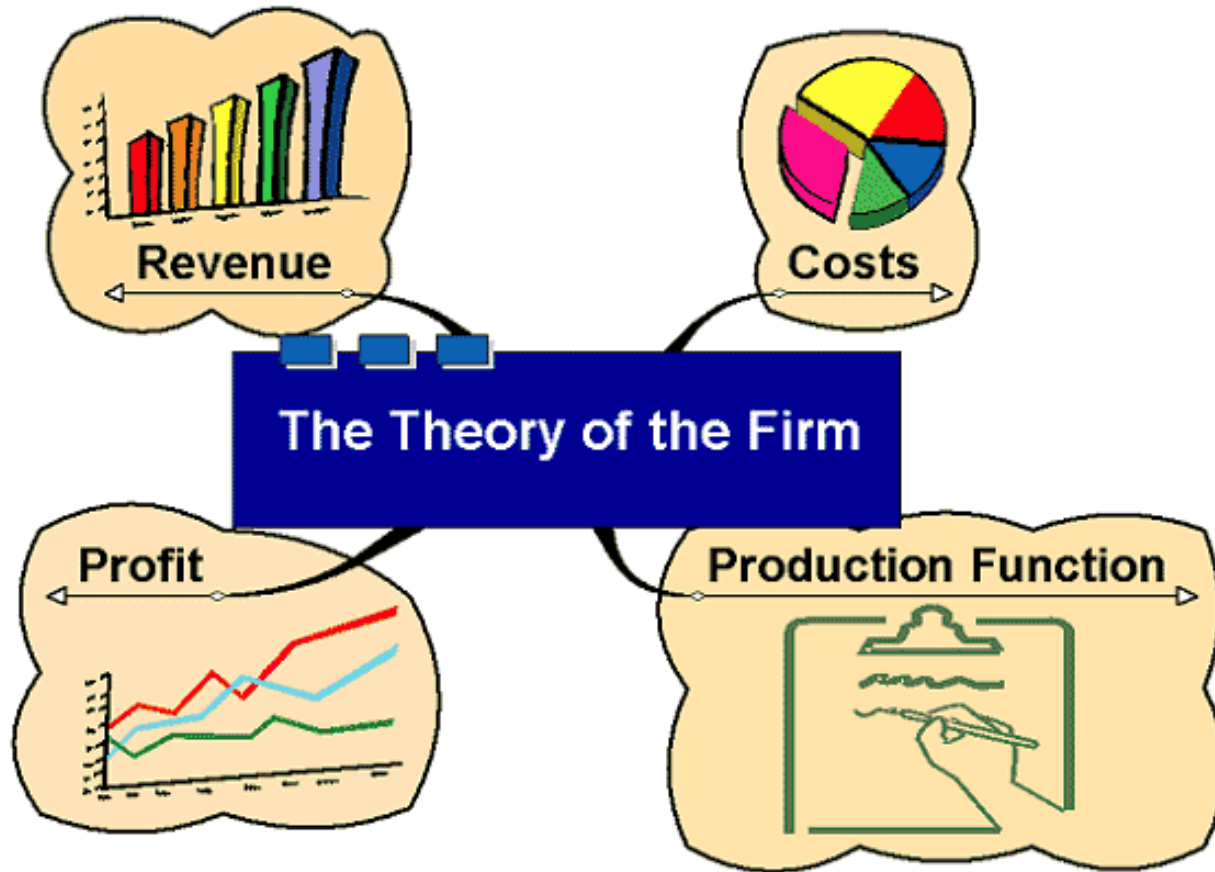 Revenue
Costs
The Theory of the Firm
Profit
Production Function